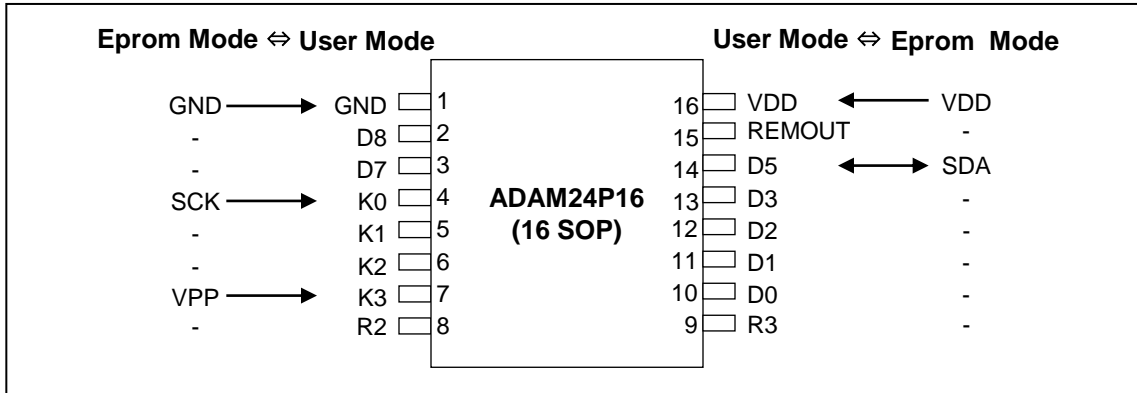 Eprom Mode ⇔ User Mode User Mode ⇔ Eprom Mode
GND GND 1 16 VDD VDD
- D8 2 15 REMOUT -
- D7 3 14 D5 SDA
SCK K0 4 ADAM24P16 13 D3 -
- K1 5 (16 SOP) 12 D2 -
- K2 6 11 D1 -
VPP K3 7 10 D0 -
- R2 8 9 R3 -